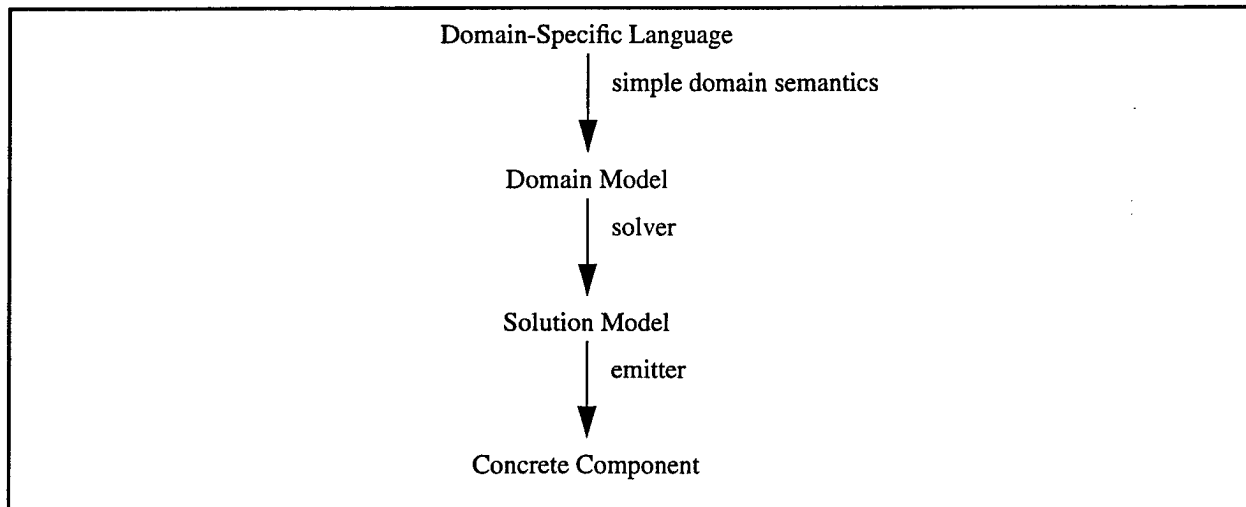 Domain-Specific Language
simple domain semantics
Domain Model
solver
Solution Model
emitter
Concrete Component